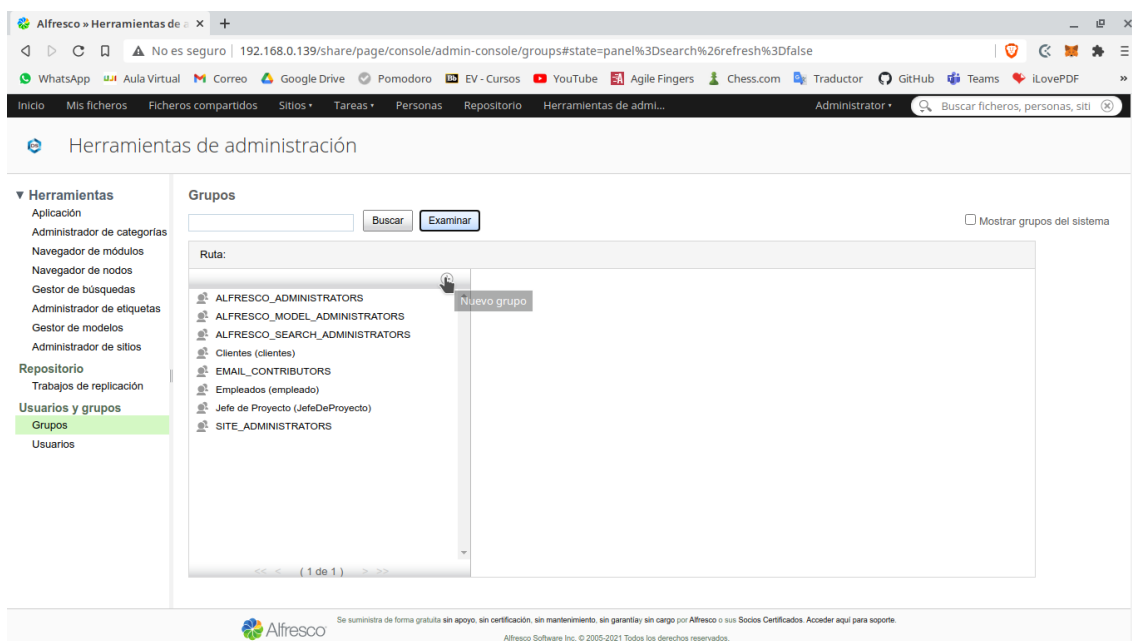 Alfresco » Herramientas de a
No es seguro 192.168.0.139/share/page/console/admin-console/groups#state=panel%3Dsearch%26refresh%3Dfalse
WhatsApp Aula Virtual Correo Google Drive Pomodoro EV - Cursos YouTube Agile Fingers Chess.com Traductor GitHub Teams iLovePDF »
Inicio Mis ficheros Ficheros compartidos Sitios Tareas Personas Repositorio Herramientas de admi... Administrator Buscar ficheros, personas, siti
Herramientas de administración
Herramientas
Aplicación
Administrador de categorías
Navegador de módulos
Navegador de nodos
Gestor de búsquedas
Administrador de etiquetas
Gestor de modelos
Administrador de sitios
Repositorio
Trabajos de replicación
Usuarios y grupos
Grupos
Usuarios
Grupos
Buscar Examinar Mostrar grupos del sistema
Ruta:
Nuevo grupo
ALFRESCO_ADMINISTRATORS
ALFRESCO_MODEL_ADMINISTRATORS
ALFRESCO_SEARCH_ADMINISTRATORS
Clientes (clientes)
EMAIL_CONTRIBUTORS
Empleados (empleado)
Jefe de Proyecto (JefeDeProyecto)
SITE_ADMINISTRATORS
<< < ( 1 de 1 ) > >>
Alfresco
Se suministra de forma gratuita sin apoyo, sin certificación, sin mantenimiento, sin garantíay sin cargo por Alfresco o sus Socios Certificados. Acceder aquí para soporte.
Alfresco Software Inc. © 2005-2021 Todos los derechos reservados.